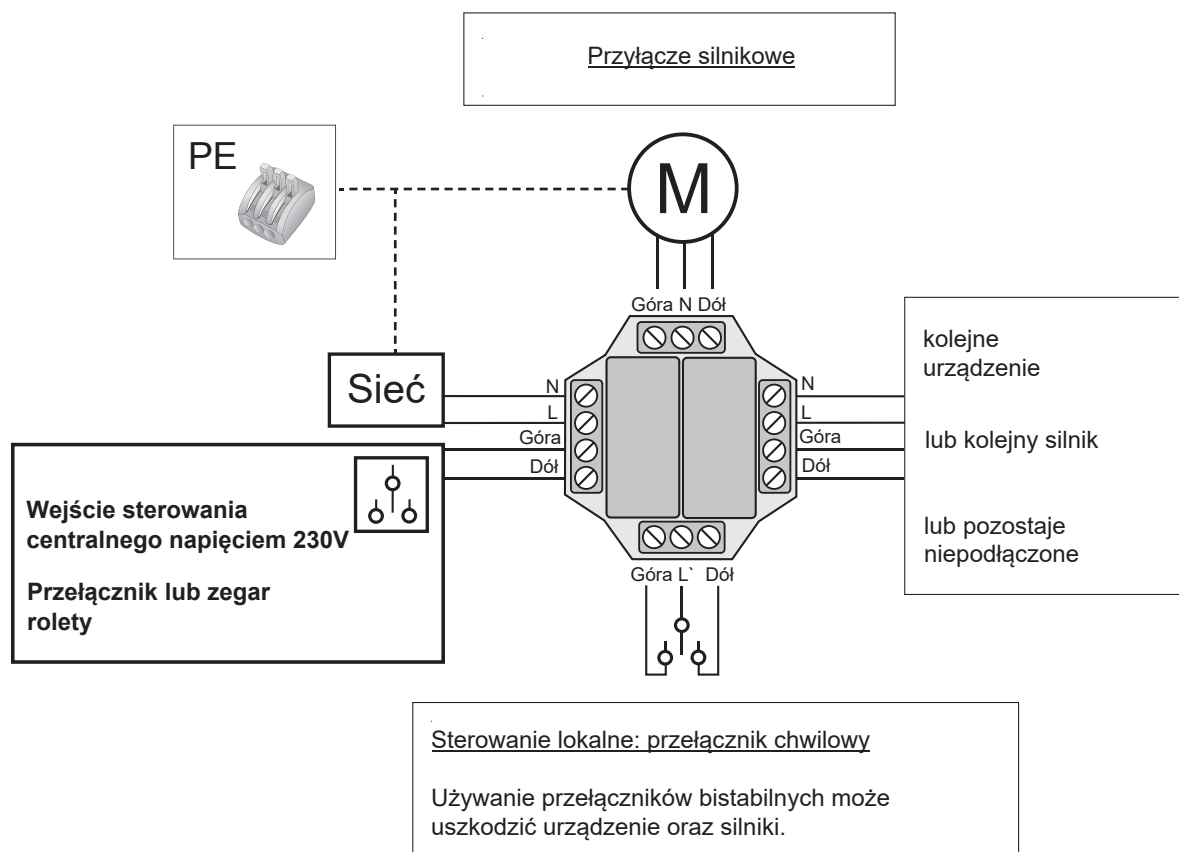 Przyłącze silnikowe
PE
M
Góra N Dół
Sieć
N
L
Góra
Dół
N
L
Góra
Dół
kolejne
urządzenie
lub kolejny silnik
lub pozostaje
niepodłączone
Wejście sterowania
centralnego napięciem 230V
Przełącznik lub zegar
rolety
Góra L` Dół
Sterowanie lokalne: przełącznik chwilowy
Używanie przełączników bistabilnych może
uszkodzić urządzenie oraz silniki.